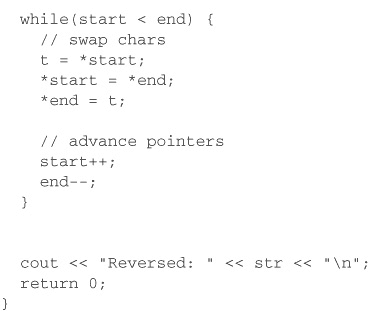 while(start < end) {
// swap chars
t = *start;
*start = *end;
*end = t;
// advance pointers
start++;
end--;
}
cout << "Reversed: " << str << "\n";
return 0;
}